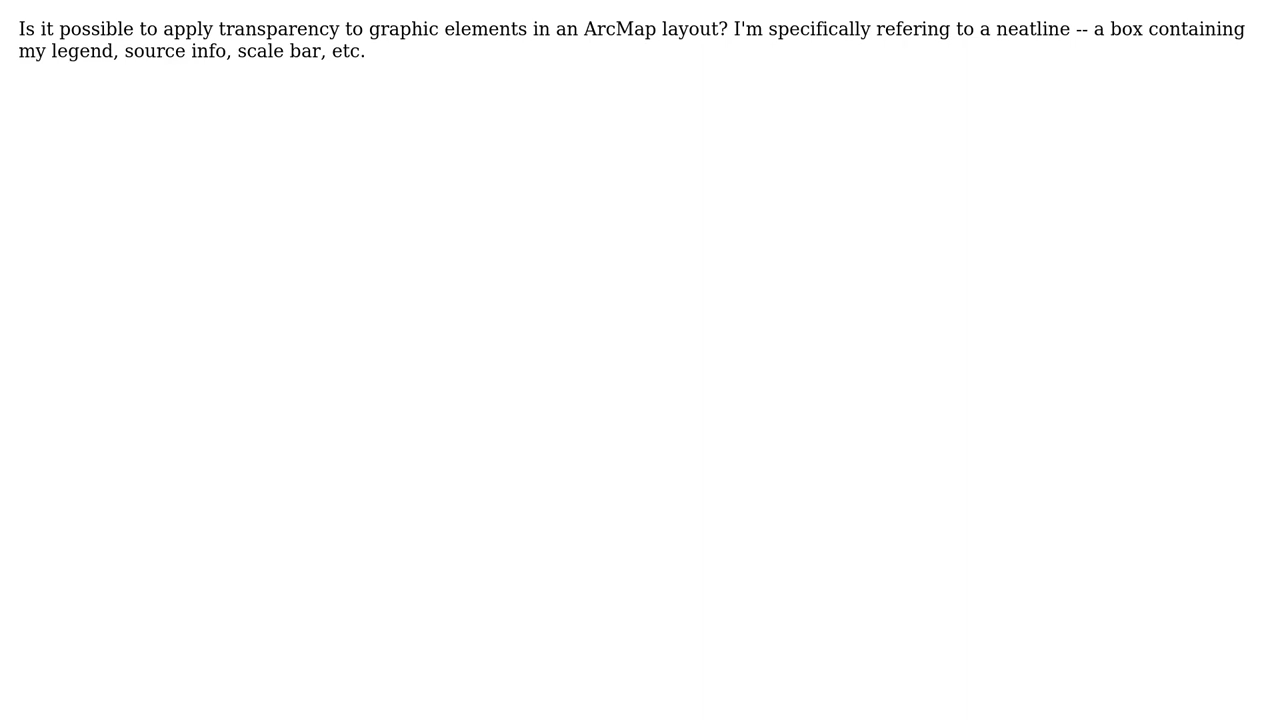 Is it possible to apply transparency to graphic elements in an ArcMap layout? I'm specifically refering to a neatline -- a box containing
my legend, source info, scale bar, etc.